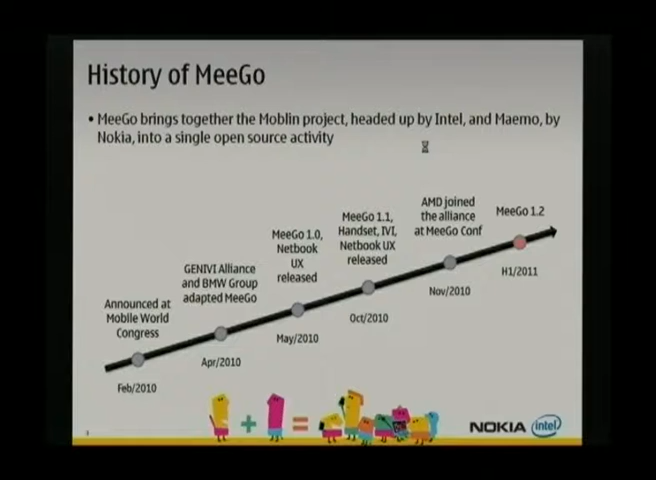 History of MeeGo
• MeeGo brings together the Moblin project, headed up by Intel, and Maemo, by
Nokia, into a single open source activity
Announced at
Mobile World
Congress
Feb/2010
GENIVI Alliance
and BMW Group
adapted MeeGo
Apr/2010
MeeGo 1.0,
Netbook
UX
released
May/2010
MeeGo 1.1,
Handset, IVI,
Netbook UX
released
Oct/2010
AMD joined
the alliance
at MeeGo Conf
Nov/2010
MeeGo 1.2
H1/2011
+ =
NOKIA
intel